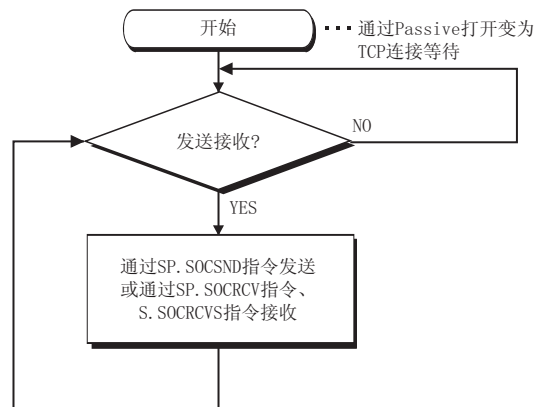 开始
···通过Passive打开变为
TCP连接等待
NO
发送接收?
YES
通过SP.SOCSND指令发送
或通过SP.SOCRCV指令、
S.SOCRCVS指令接收